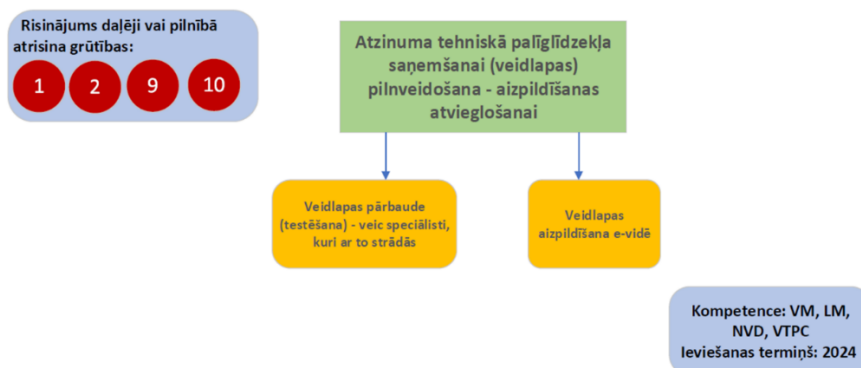 Risinājums daļēji vai pilnībā
atrisina grūtības:
1 2 9 10
Atzinuma tehniskā palīglīdzekļa
saņemšanai (veidlapas)
pilnveidošana - aizpildīšanas
atvieglošanai
Veidlapas pārbaude
(testēšana) - veic speciālisti,
kuri ar to strādās
Veidlapas
aizpildīšana e-vidē
Kompetence: VM, LM,
NVD, VTPC
Ieviešanas termiņš: 2024